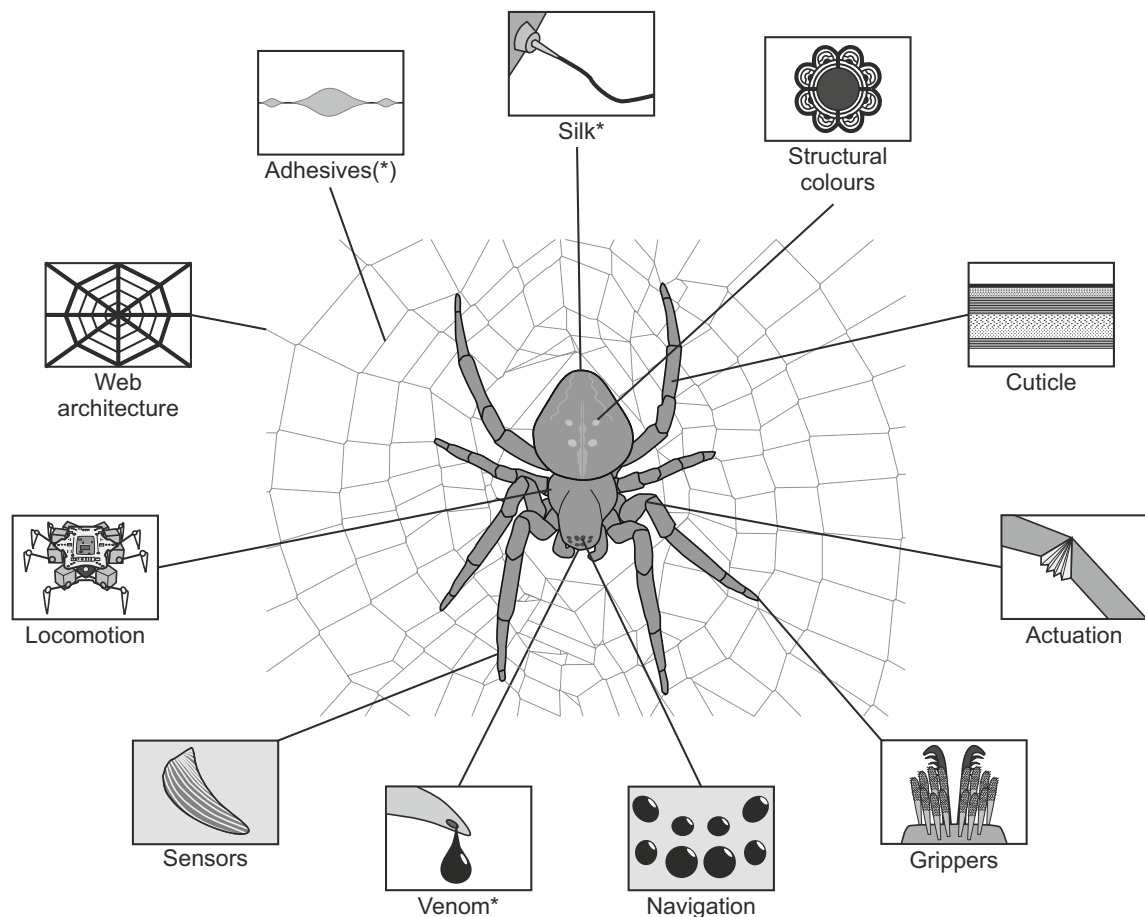 Silk*
Adhesives(*)
Structural
colours
Web
architecture
Cuticle
Locomotion
Actuation
Sensors
Venom*
Navigation
Grippers